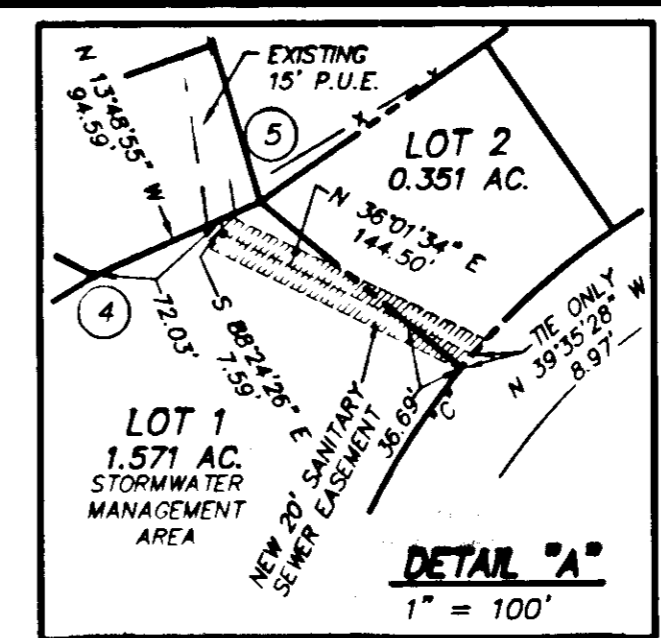 EXISTING
15' P.U.E.
N 13°48'55" W
94.59'
5
LOT 2
0.351 AC.
N 36°01'34" E
144.50'
4
72.03'
S 88°24'26" E
7.59'
TIE ONLY
N 39°35'28" W
8.97'
36.69'
"C"
LOT 1
1.571 AC.
STORMWATER
MANAGEMENT
AREA
NEW 20' SANITARY
SEWER EASEMENT
DETAIL "A"
1" = 100'